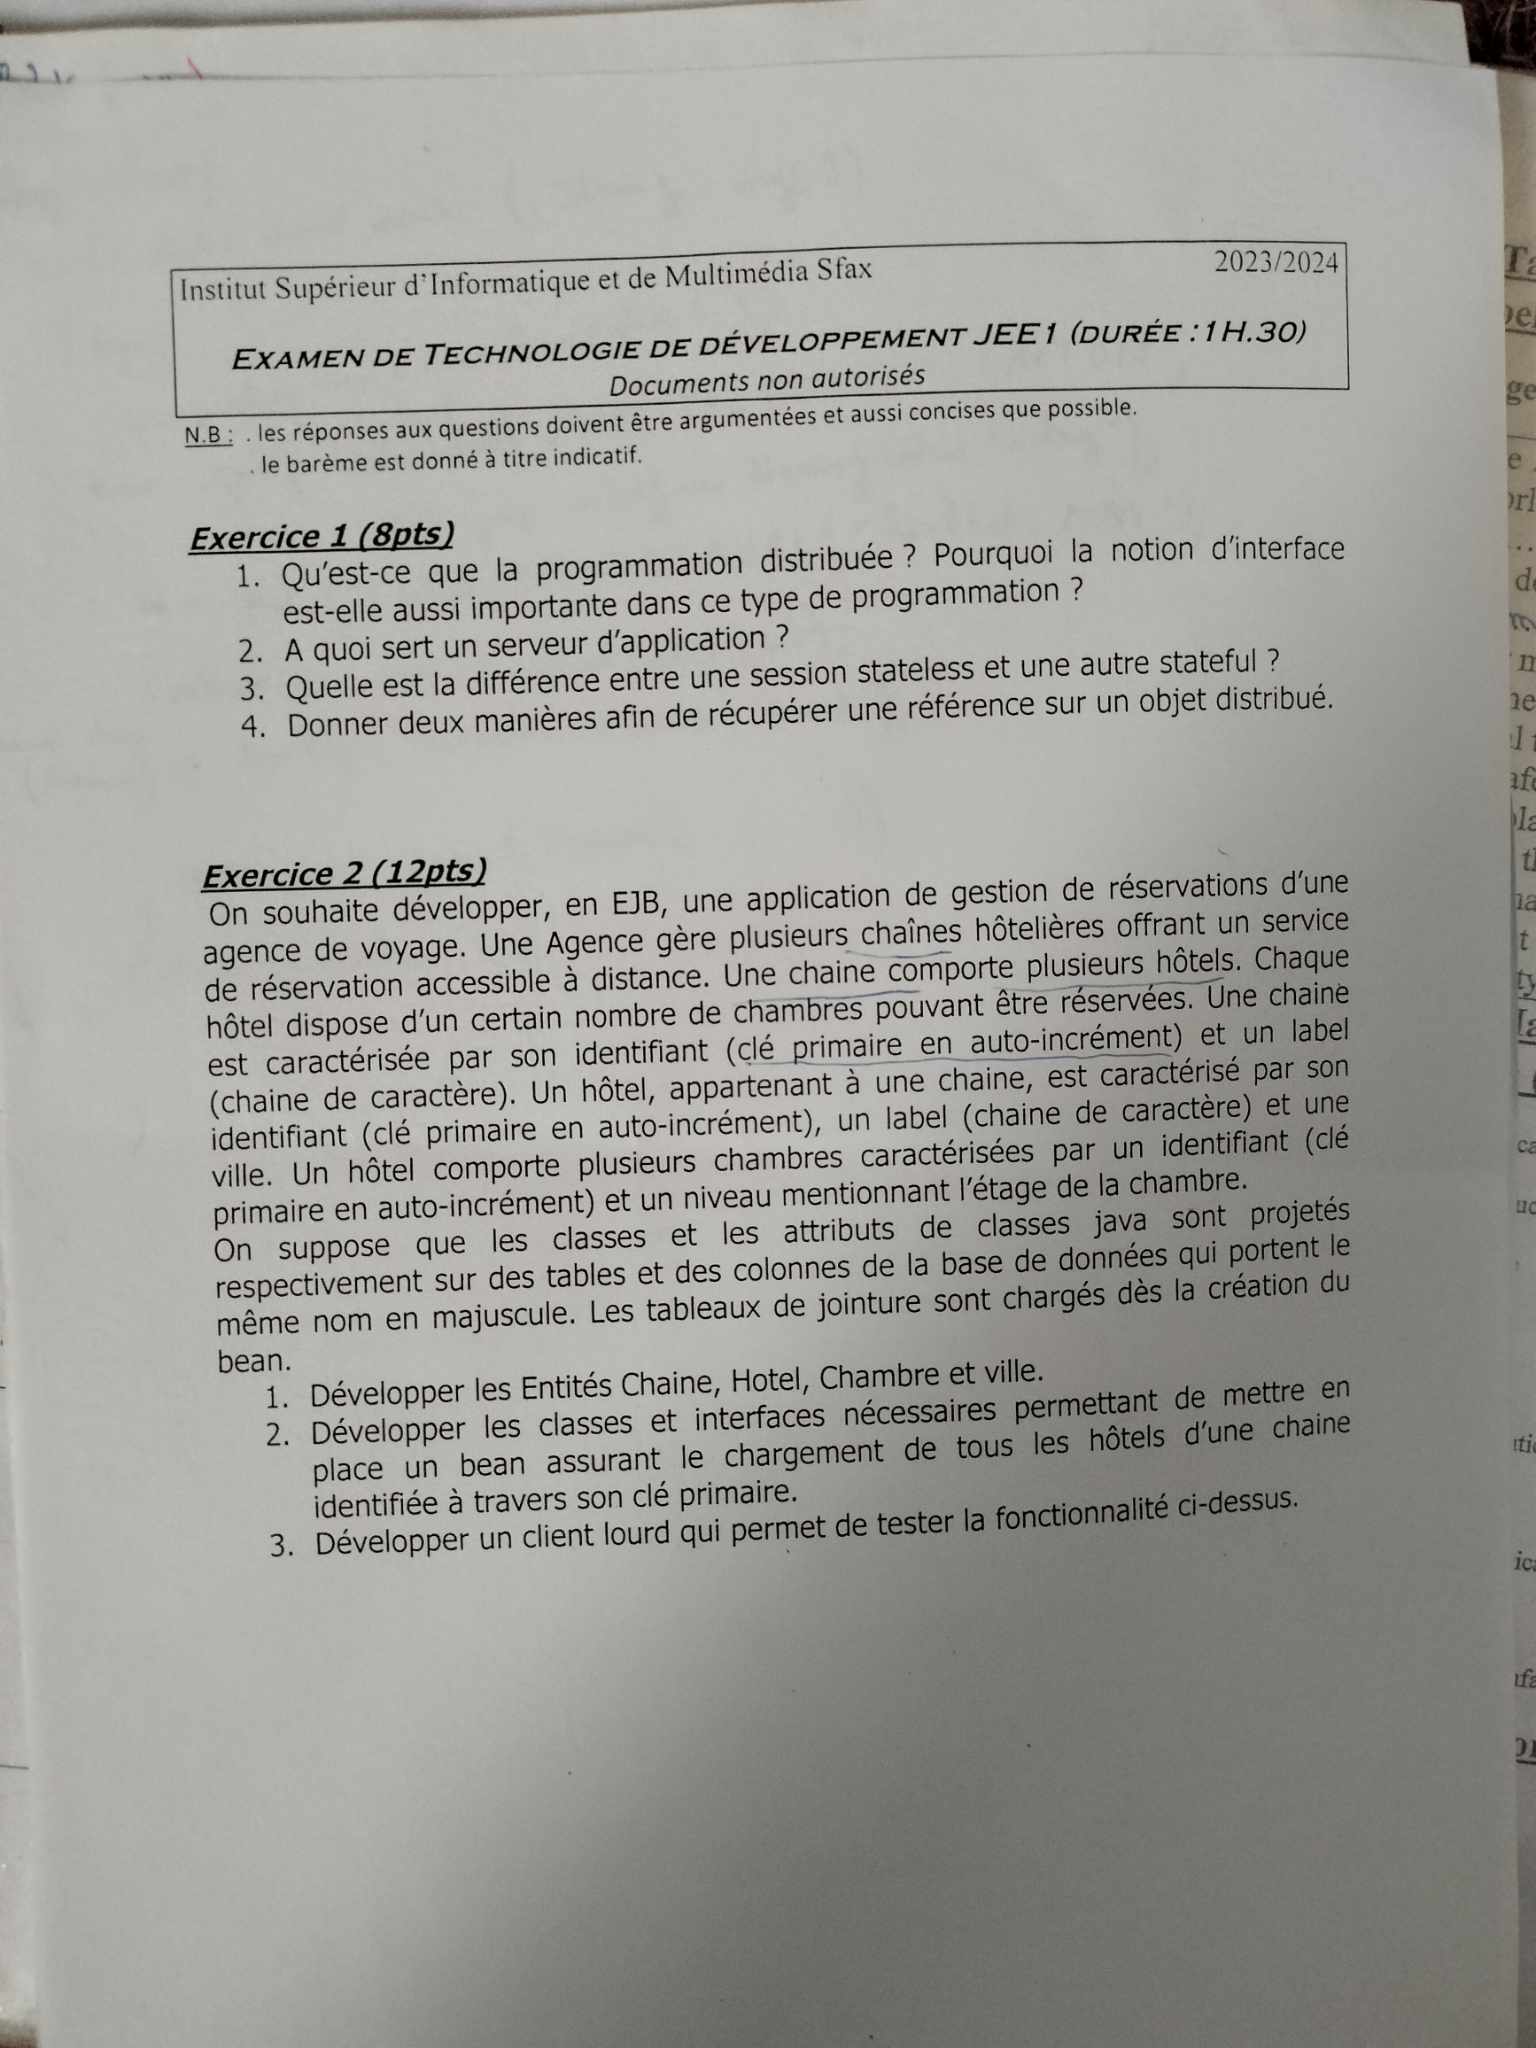 Institut Supérieur d'Informatique et de Multimédia Sfax 2023/2024
EXAMEN DE TECHNOLOGIE DE DÉVELOPPEMENT JEE1 (DURÉE : 1H.30)
Documents non autorisés
N.B : . les réponses aux questions doivent être argumentées et aussi concises que possible.
. le barème est donné à titre indicatif.
Exercice 1 (8pts)
1. Qu'est-ce que la programmation distribuée ? Pourquoi la notion d'interface
est-elle aussi importante dans ce type de programmation ?
2. A quoi sert un serveur d'application ?
3. Quelle est la différence entre une session stateless et une autre stateful ?
4. Donner deux manières afin de récupérer une référence sur un objet distribué.
Exercice 2 (12pts)
On souhaite développer, en EJB, une application de gestion de réservations d'une
agence de voyage. Une Agence gère plusieurs chaînes hôtelières offrant un service
de réservation accessible à distance. Une chaine comporte plusieurs hôtels. Chaque
hôtel dispose d'un certain nombre de chambres pouvant être réservées. Une chaine
est caractérisée par son identifiant (clé primaire en auto-incrément) et un label
(chaine de caractère). Un hôtel, appartenant à une chaine, est caractérisé par son
identifiant (clé primaire en auto-incrément), un label (chaine de caractère) et une
ville. Un hôtel comporte plusieurs chambres caractérisées par un identifiant (clé
primaire en auto-incrément) et un niveau mentionnant l'étage de la chambre.
On suppose que les classes et les attributs de classes java sont projetés
respectivement sur des tables et des colonnes de la base de données qui portent le
même nom en majuscule. Les tableaux de jointure sont chargés dès la création du
bean.
1. Développer les Entités Chaine, Hotel, Chambre et ville.
2. Développer les classes et interfaces nécessaires permettant de mettre en
place un bean assurant le chargement de tous les hôtels d'une chaine
identifiée à travers son clé primaire.
3. Développer un client lourd qui permet de tester la fonctionnalité ci-dessus.